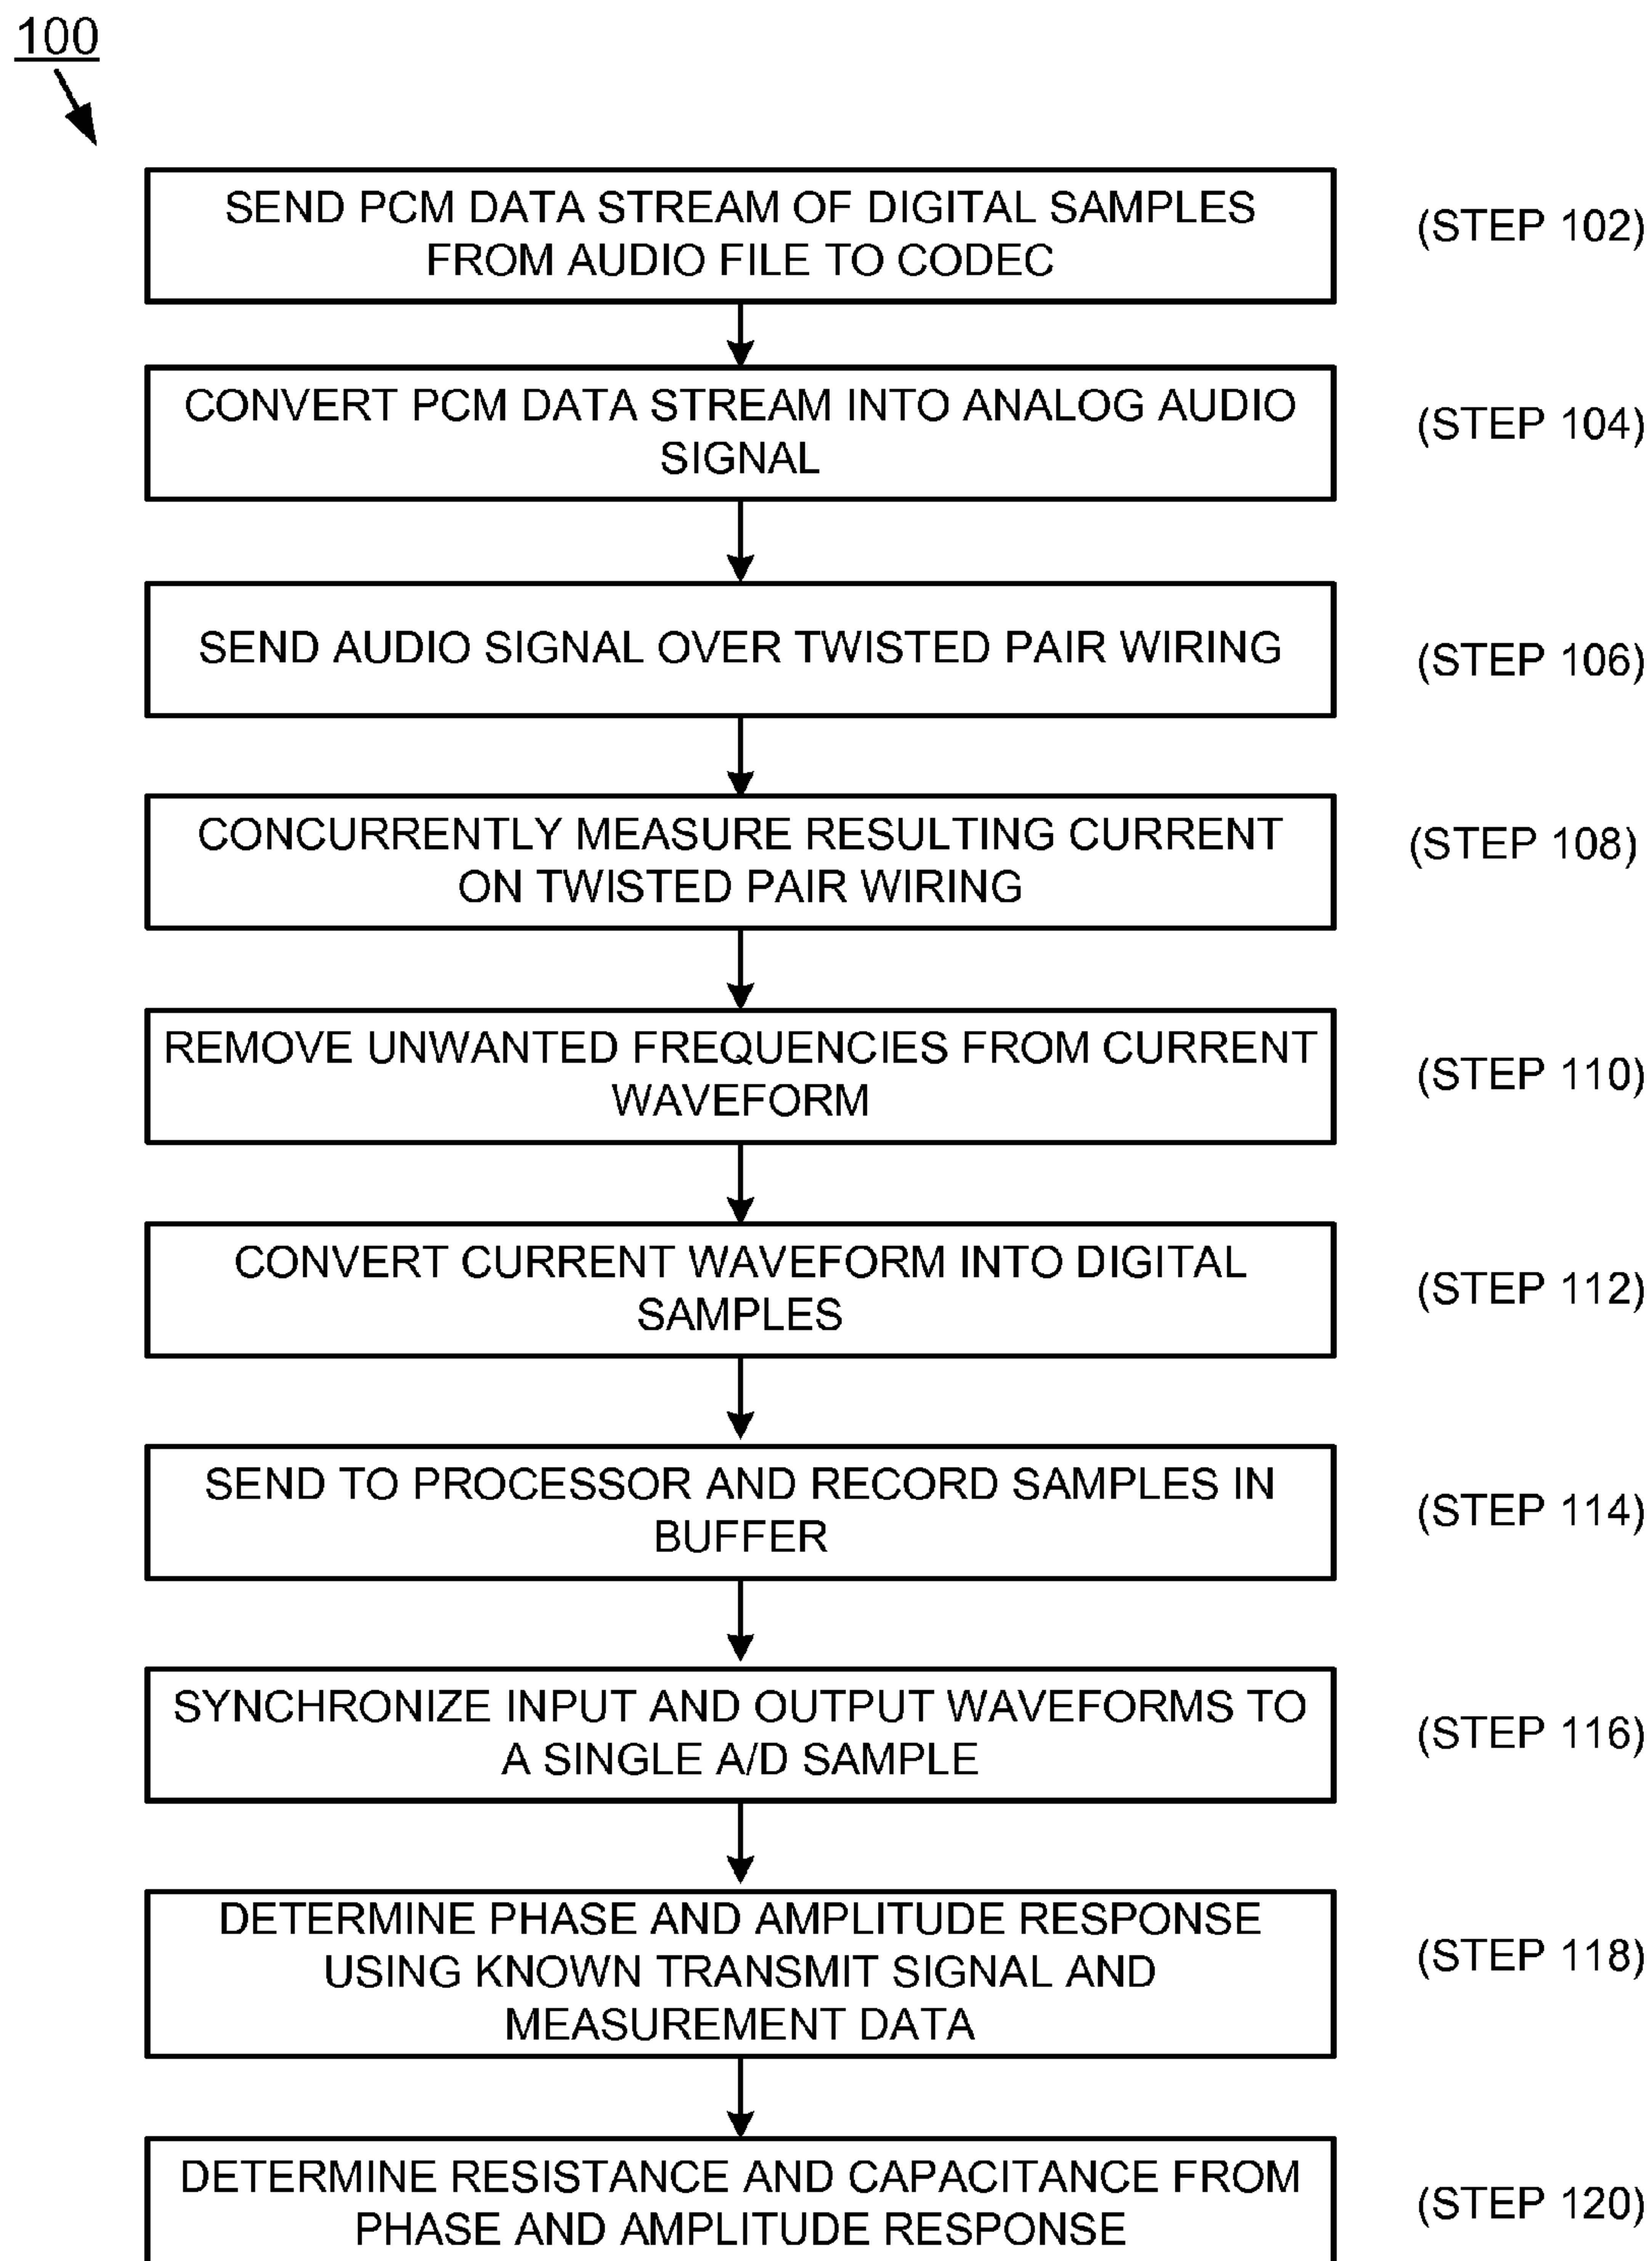 100
SEND PCM DATA STREAM OF DIGITAL SAMPLES
FROM AUDIO FILE TO CODEC
(STEP 102)
CONVERT PCM DATA STREAM INTO ANALOG AUDIO
SIGNAL
(STEP 104)
SEND AUDIO SIGNAL OVER TWISTED PAIR WIRING
(STEP 106)
CONCURRENTLY MEASURE RESULTING CURRENT
ON TWISTED PAIR WIRING
(STEP 108)
REMOVE UNWANTED FREQUENCIES FROM CURRENT
WAVEFORM
(STEP 110)
CONVERT CURRENT WAVEFORM INTO DIGITAL
SAMPLES
(STEP 112)
SEND TO PROCESSOR AND RECORD SAMPLES IN
BUFFER
(STEP 114)
SYNCHRONIZE INPUT AND OUTPUT WAVEFORMS TO
A SINGLE A/D SAMPLE
(STEP 116)
DETERMINE PHASE AND AMPLITUDE RESPONSE
USING KNOWN TRANSMIT SIGNAL AND
MEASUREMENT DATA
(STEP 118)
DETERMINE RESISTANCE AND CAPACITANCE FROM
PHASE AND AMPLITUDE RESPONSE
(STEP 120)